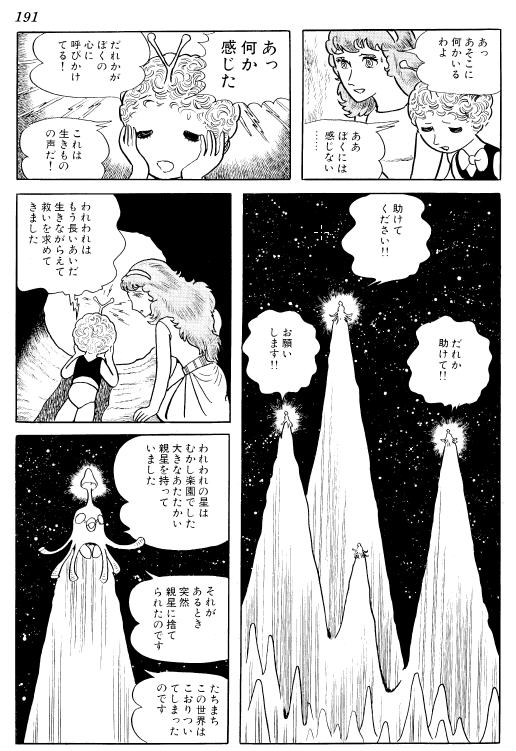 191
あっ
あそこに
何かいる
わよ
ああ
ぼくには
感じない
……
あっ
何か
感じた
だれかが
ぼくの
心に
呼びかけ
てる！
これは
生きもの
の声だ！
助けて
ください!!
だれか
助けて!!
お願い
します!!
われわれは
もう長いあいだ
生きながらえて
救いを求めて
きました
われわれの星は
むかし楽園でした
大きなあたたかい
親星を持って
いました
それが
あるとき
突然
親星に捨て
られたのです
たちまち
この世界は
こおりつい
てしまった
のです